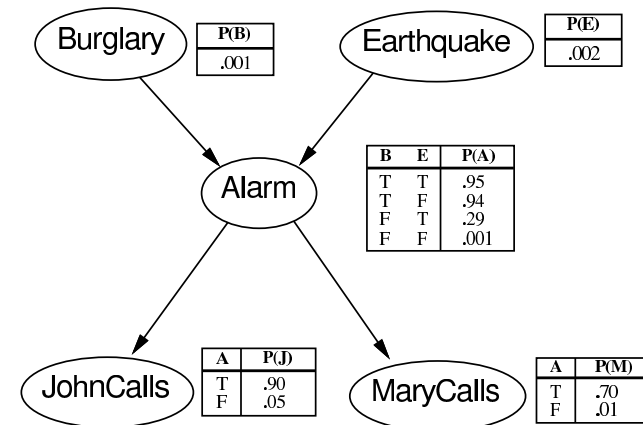 Burglary
P(B)
.001
Earthquake
P(E)
.002
Alarm
B E P(A)
T T .95
T F .94
F T .29
F F .001
JohnCalls
A P(J)
T .90
F .05
MaryCalls
A P(M)
T .70
F .01